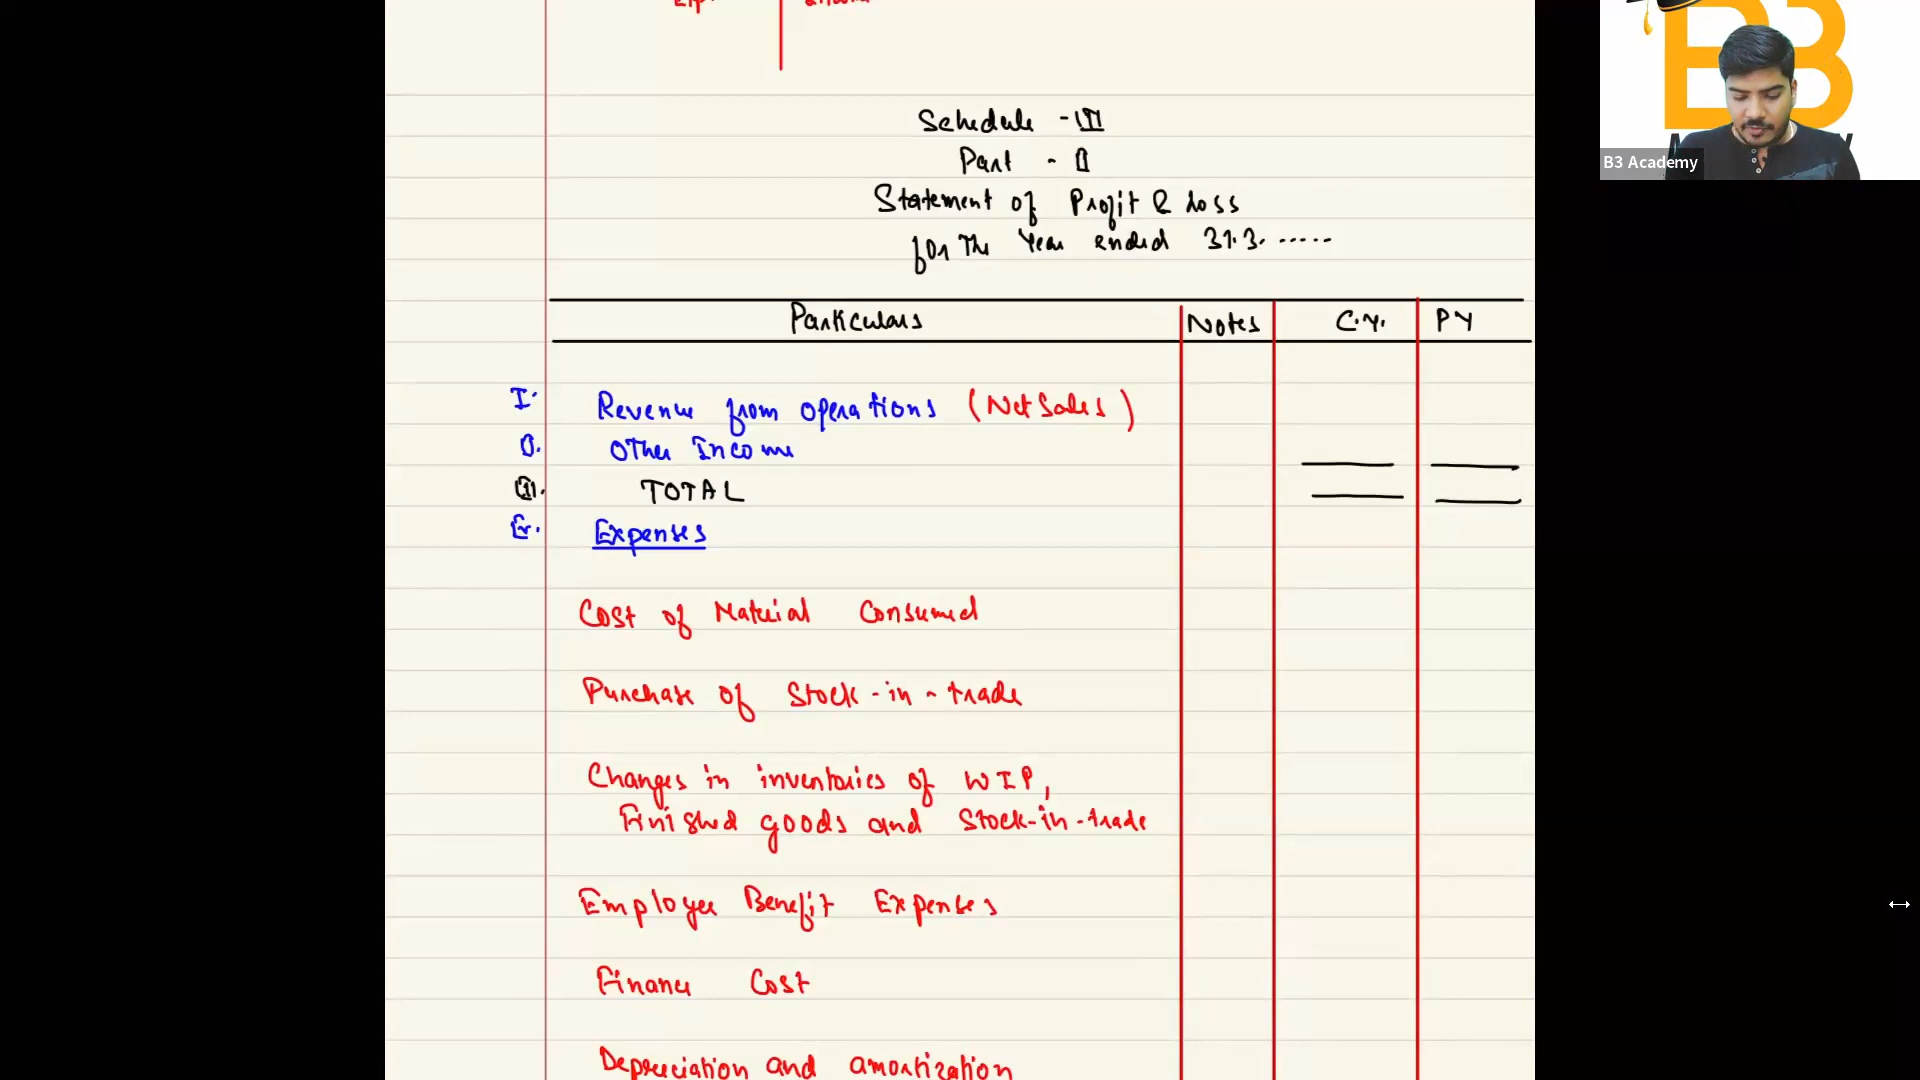 B3
B3 Academy
Schedule - III
Part - II
Statement of Profit & Loss
for The Year ended 31.3. .....
Particulars Notes C.Y. PY
I. Revenue from operations (Net Sales)
II. Other Income
III. TOTAL
IV. Expenses
Cost of Material Consumed
Purchase of Stock-in-trade
Changes in inventories of WIP,
Finished goods and Stock-in-trade
Employee Benefit Expenses
Finance Cost
Depreciation and amortization